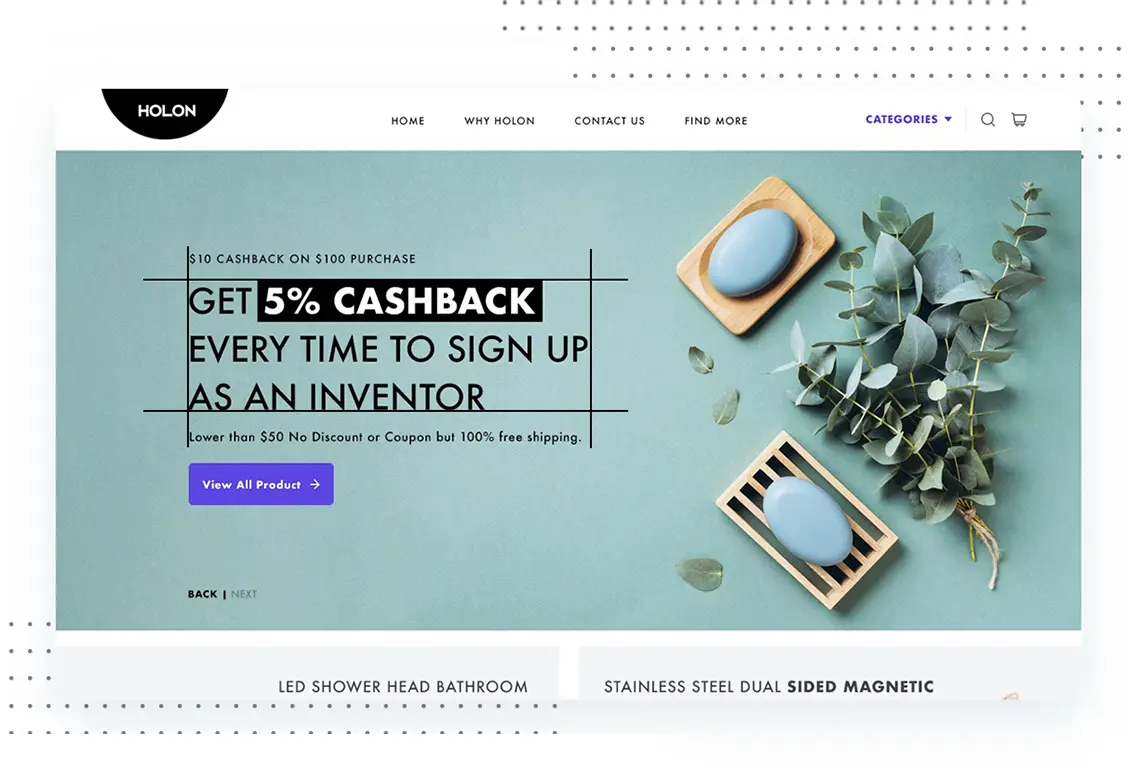 HOLON
HOME WHY HOLON CONTACT US FIND MORE CATEGORIES
$10 CASHBACK ON $100 PURCHASE
GET 5% CASHBACK
EVERY TIME TO SIGN UP
AS AN INVENTOR
Lower than $50 No Discount or Coupon but 100% free shipping.
View All Product
BACK | NEXT
LED SHOWER HEAD BATHROOM
STAINLESS STEEL DUAL SIDED MAGNETIC